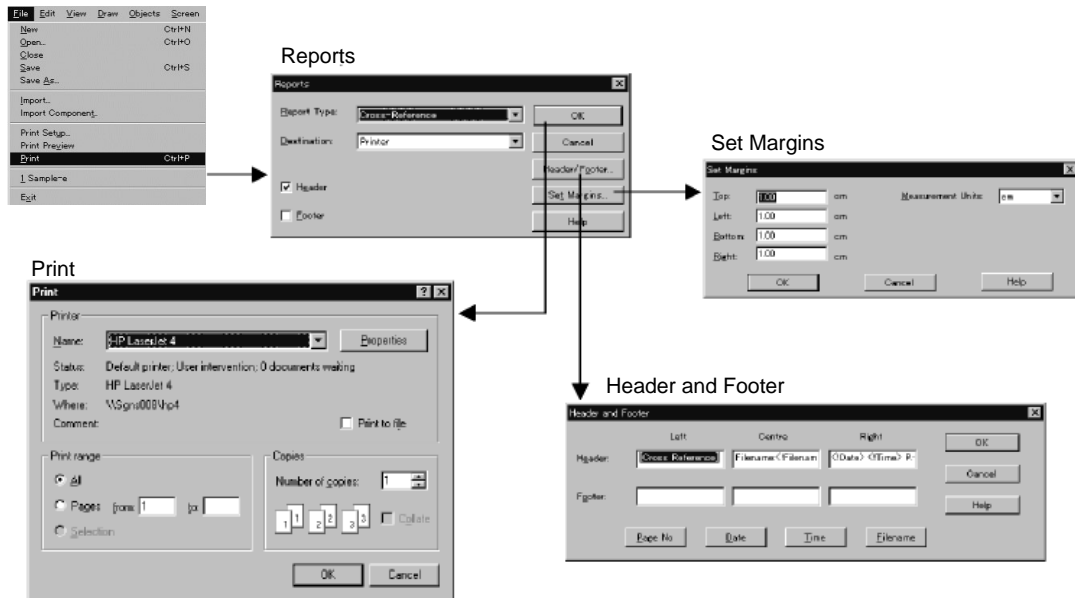 File Edit View Draw Objects Screen
New Ctrl+N
Open... Ctrl+O
Close
Save Ctrl+S
Save As...
Import...
Import Component...
Print Setup...
Print Preview
Print Ctrl+P
1 Sample~e
Exit
Reports
Reports
Report Type: Cross-Reference OK
Destination: Printer Cancel
Header/Footer...
Header
Set Margins...
Footer
Help
Set Margins
Set Margins
Top: 1.00 cm Measurement Units: cm
Left: 1.00 cm
Bottom: 1.00 cm
Right: 1.00 cm
OK Cancel Help
Print
Print
Printer
Name: HP LaserJet 4 Properties
Status: Default printer; User intervention; 0 documents waiting
Type: HP LaserJet 4
Where: \\Sgns008\hp4
Comment: Print to file
Print range Copies
All Number of copies: 1
Pages from: 1 to:
1 1 2 2 3 3 Collate
Selection
OK Cancel
Header and Footer
Header and Footer
Left Centre Right OK
Header: Cross Reference Filename<!Filenam <!Date> <!Time> P:
Cancel
Footer:
Help
Page No Date Time Filename